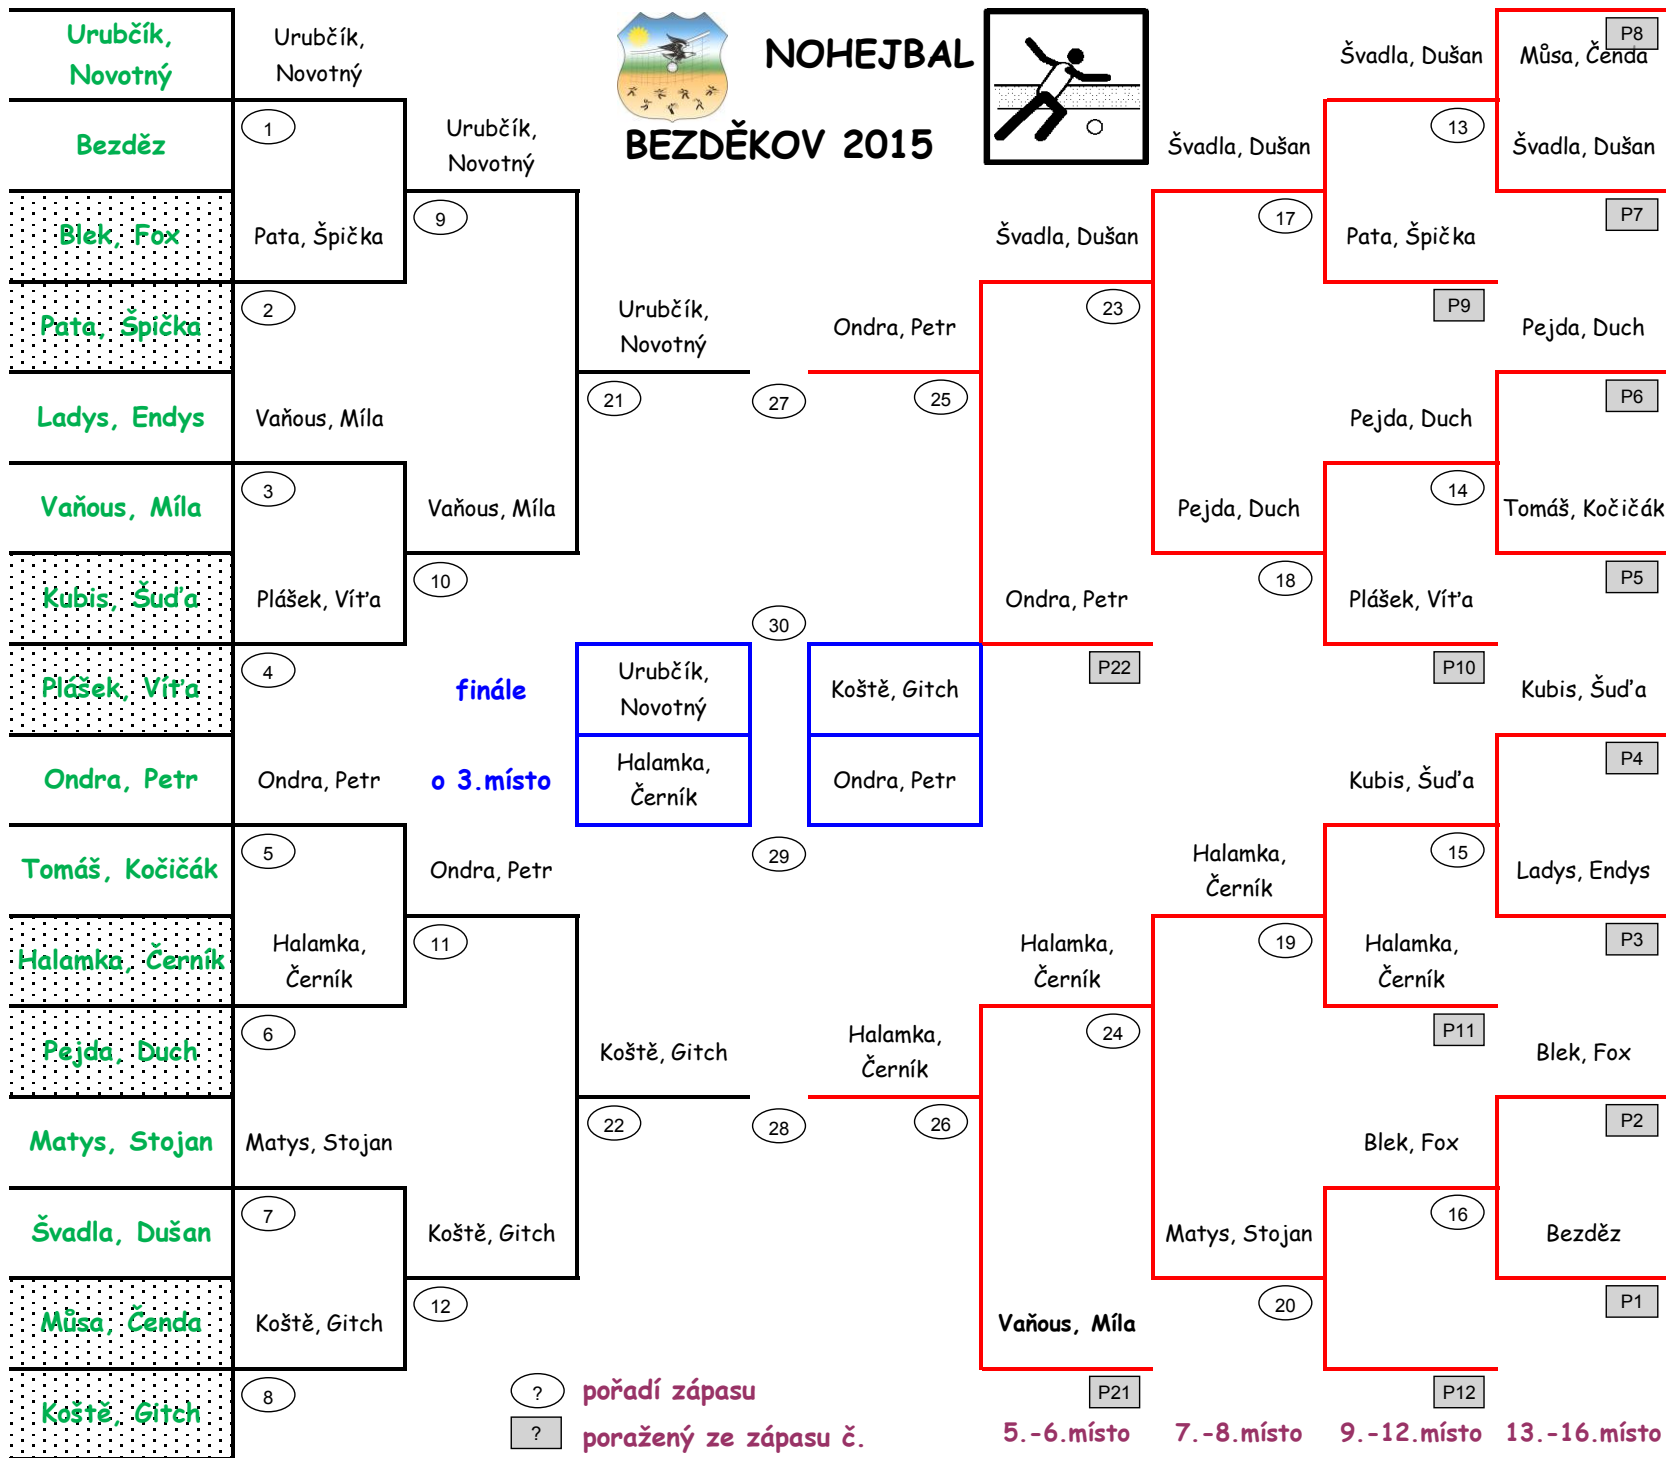 NOHEJBAL
BEZDĚKOV 2015
Urubčík,
Novotný
Bezděz
Blek, Fox
Pata, Špička
Ladys, Endys
Vaňous, Míla
Kubis, Šuďa
Plášek, Víťa
Ondra, Petr
Tomáš, Kočičák
Halamka, Černík
Pejda, Duch
Matys, Stojan
Švadla, Dušan
Můsa, Čenda
Koště, Gitch
Urubčík,
Novotný
1
Pata, Špička
2
Vaňous, Míla
3
Plášek, Víťa
4
Ondra, Petr
5
Halamka,
Černík
6
Matys, Stojan
7
Koště, Gitch
8
Urubčík,
Novotný
9
Vaňous, Míla
10
Ondra, Petr
11
Koště, Gitch
12
Urubčík,
Novotný
21
Koště, Gitch
22
27
30
finále
Urubčík,
Novotný
Koště, Gitch
o 3.místo
Halamka,
Černík
Ondra, Petr
29
28
Ondra, Petr
25
Halamka,
Černík
26
Švadla, Dušan
23
Ondra, Petr
P22
Halamka,
Černík
24
Vaňous, Míla
P21
Švadla, Dušan
17
Pejda, Duch
18
Halamka,
Černík
19
Matys, Stojan
20
Švadla, Dušan
13
Pata, Špička
P9
Pejda, Duch
14
Plášek, Víťa
P10
Kubis, Šuďa
15
Halamka,
Černík
P11
Blek, Fox
16
P12
P8
Můsa, Čenda
Švadla, Dušan
P7
Pejda, Duch
P6
Tomáš, Kočičák
P5
Kubis, Šuďa
P4
Ladys, Endys
P3
Blek, Fox
P2
Bezděz
P1
? pořadí zápasu
? poražený ze zápasu č.
5.-6.místo 7.-8.místo 9.-12.místo 13.-16.místo